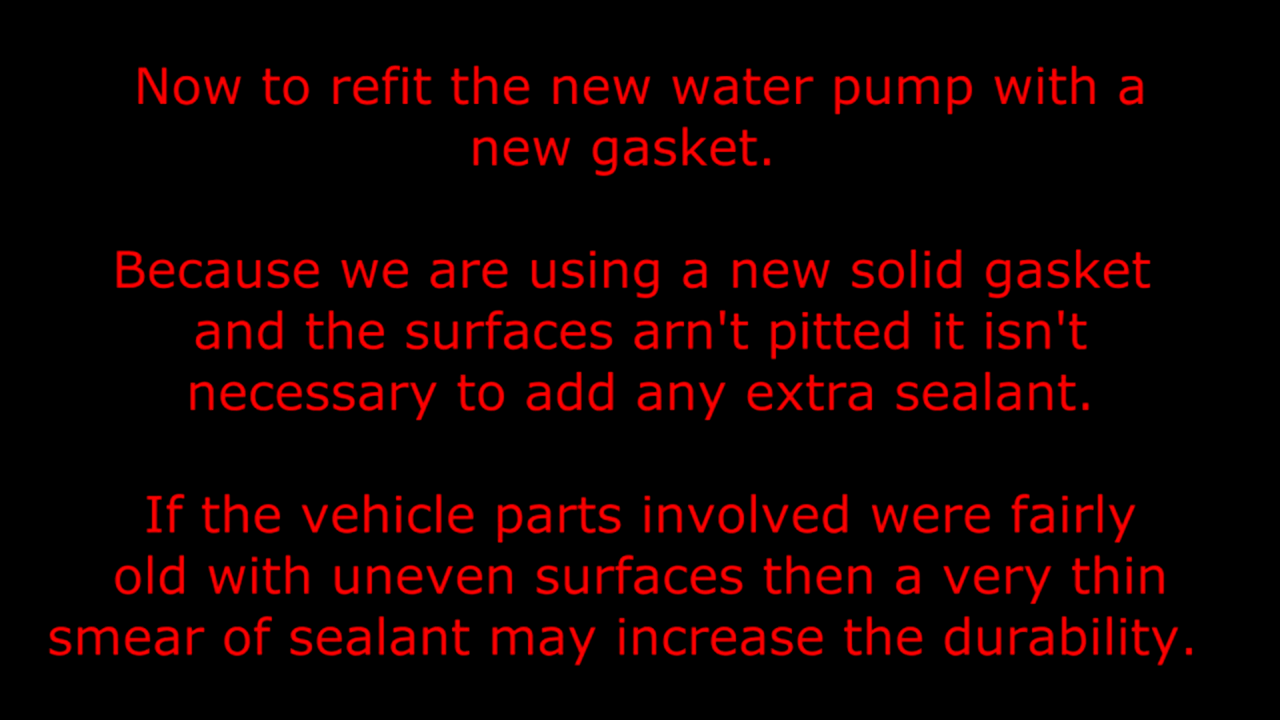 Now to refit the new water pump with a
new gasket.
Because we are using a new solid gasket
and the surfaces arn't pitted it isn't
necessary to add any extra sealant.
If the vehicle parts involved were fairly
old with uneven surfaces then a very thin
smear of sealant may increase the durability.